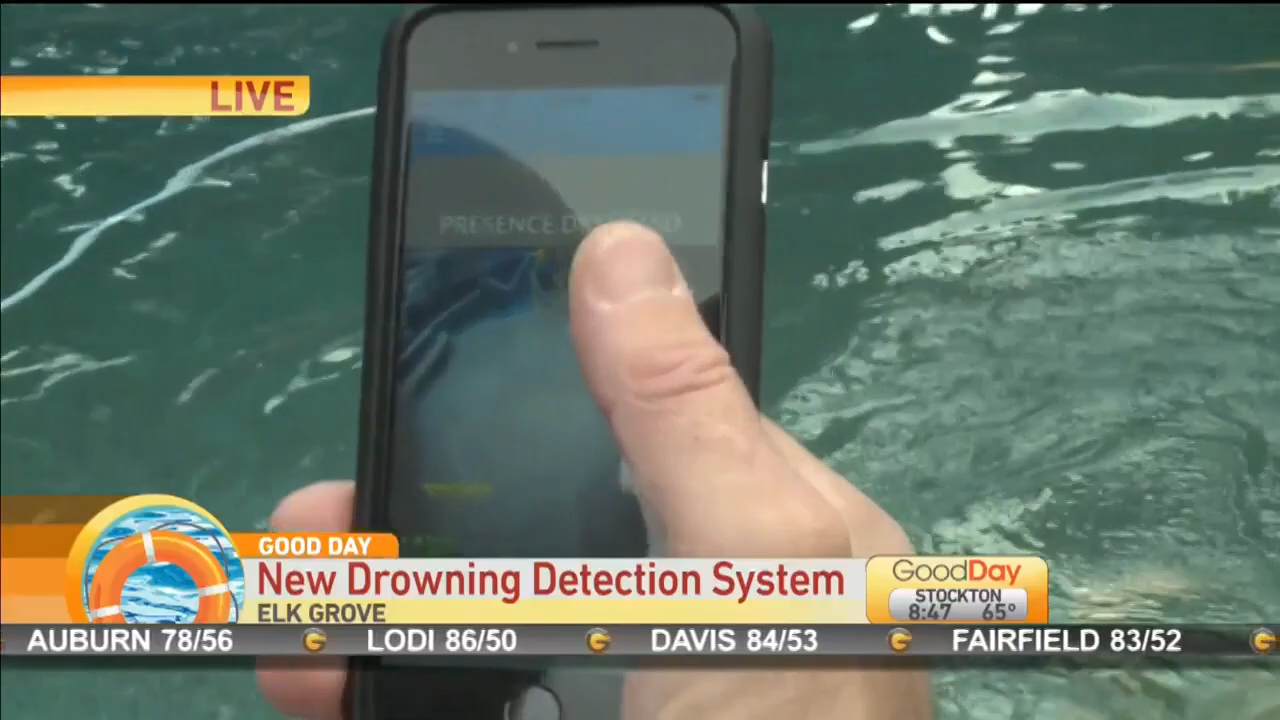 LIVE
PRESENCE
GOOD DAY
New Drowning Detection System
ELK GROVE
GoodDay
STOCKTON
8:47 65°
AUBURN 78/56 LODI 86/50 DAVIS 84/53 FAIRFIELD 83/52